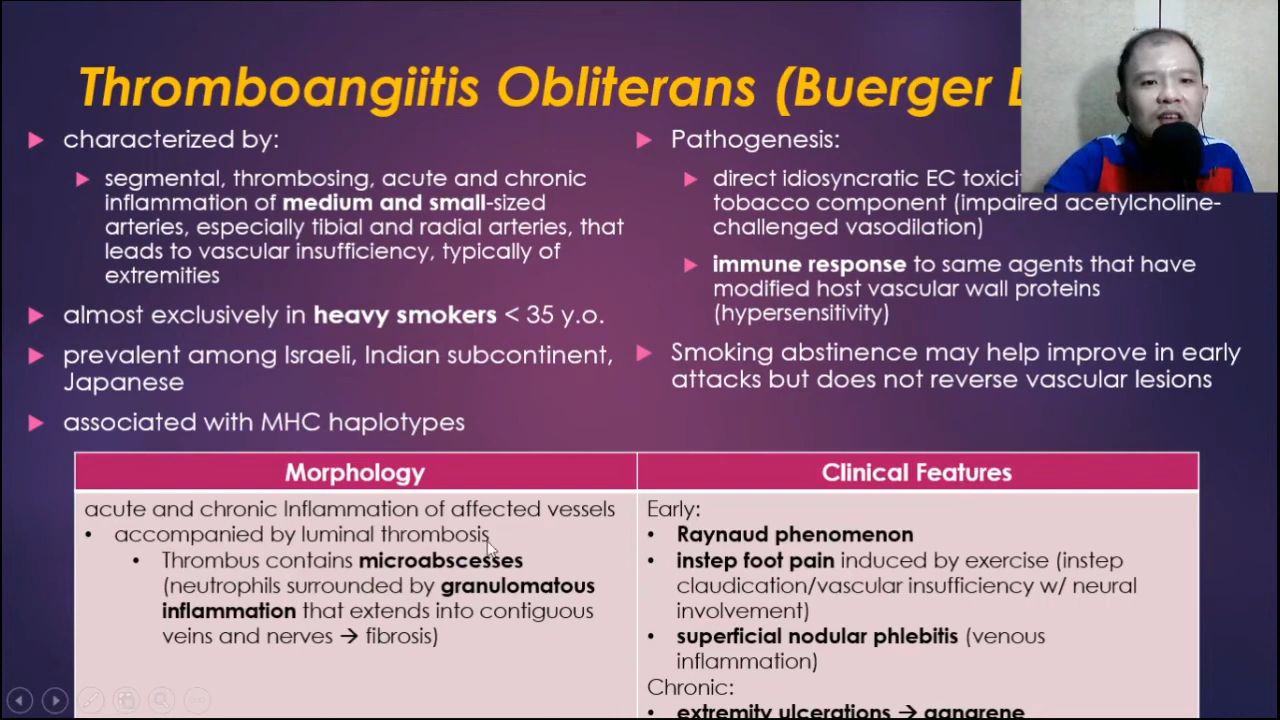 Thromboangiitis Obliterans (Buerger
characterized by:
segmental, thrombosing, acute and chronic
inflammation of medium and small-sized
arteries, especially tibial and radial arteries, that
leads to vascular insufficiency, typically of
extremities
almost exclusively in heavy smokers < 35 y.o.
prevalent among Israeli, Indian subcontinent,
Japanese
associated with MHC haplotypes
Pathogenesis:
direct idiosyncratic EC
tobacco component (impaired acetylcholine-
challenged vasodilation)
immune response to same agents that have
modified host vascular wall proteins
(hypersensitivity)
Smoking abstinence may help improve in early
attacks but does not reverse vascular lesions
Morphology
acute and chronic Inflammation of affected vessels
• accompanied by luminal thrombosis
• Thrombus contains microabscesses
(neutrophils surrounded by granulomatous
inflammation that extends into contiguous
veins and nerves → fibrosis)
Clinical Features
Early:
• Raynaud phenomenon
• instep foot pain induced by exercise (instep
claudication/vascular insufficiency w/ neural
involvement)
• superficial nodular phlebitis (venous
inflammation)
Chronic:
• extremity ulcerations → gangrene